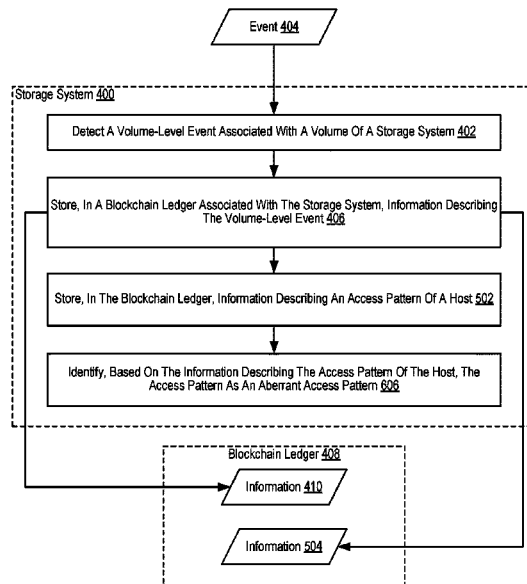 Event 404
Storage System 400
Detect A Volume-Level Event Associated With A Volume Of A Storage System 402
Store, In A Blockchain Ledger Associated With The Storage System, Information Describing
The Volume-Level Event 406
Store, In The Blockchain Ledger, Information Describing An Access Pattern Of A Host 502
Identify, Based On The Information Describing The Access Pattern Of The Host, The
Access Pattern As An Aberrant Access Pattern 606
Blockchain Ledger 408
Information 410
Information 504